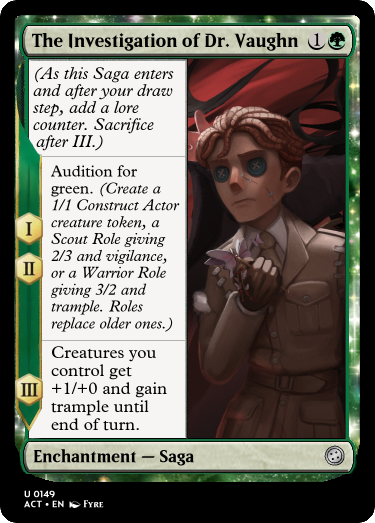 The Investigation of Dr. Vaughn 1
(As this Saga enters
and after your draw
step, add a lore
counter. Sacrifice
after III.)
I
II
Audition for
green. (Create a
1/1 Construct Actor
creature token, a
Scout Role giving
2/3 and vigilance,
or a Warrior Role
giving 3/2 and
trample. Roles
replace older ones.)
III
Creatures you
control get
+1/+0 and gain
trample until
end of turn.
Enchantment — Saga
U 0149
ACT • EN FYRE